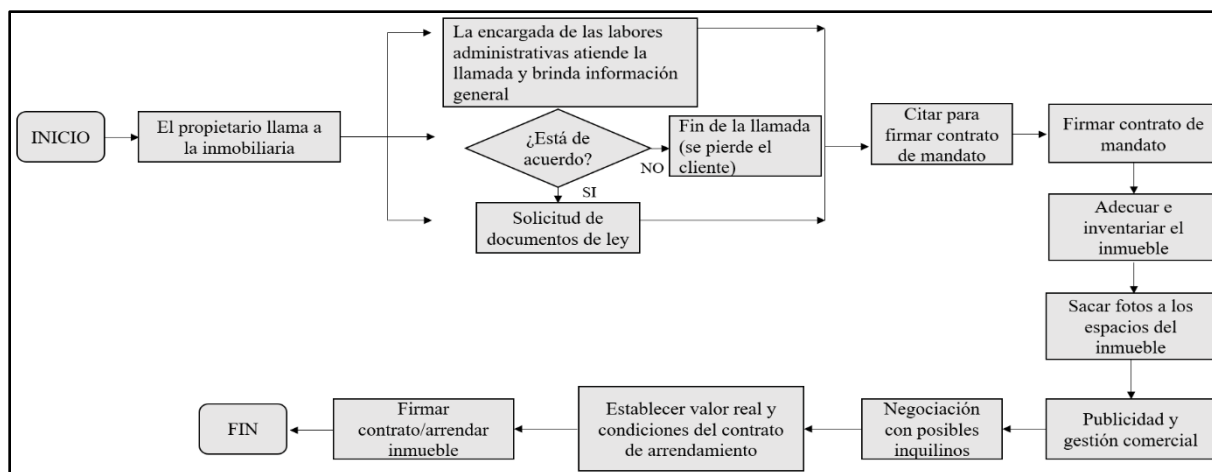 La encargada de las labores
administrativas atiende la
llamada y brinda información
general
INICIO
El propietario llama a
la inmobiliaria
¿Está de
acuerdo?
NO
Fin de la llamada
(se pierde el
cliente)
SI
Solicitud de
documentos de ley
Citar para
firmar contrato
de mandato
Firmar contrato de
mandato
Adecuar e
inventariar el
inmueble
Sacar fotos a los
espacios del
inmueble
Publicidad y
gestión comercial
Negociación
con posibles
inquilinos
Establecer valor real y
condiciones del contrato
de arrendamiento
Firmar
contrato/arrendar
inmueble
FIN